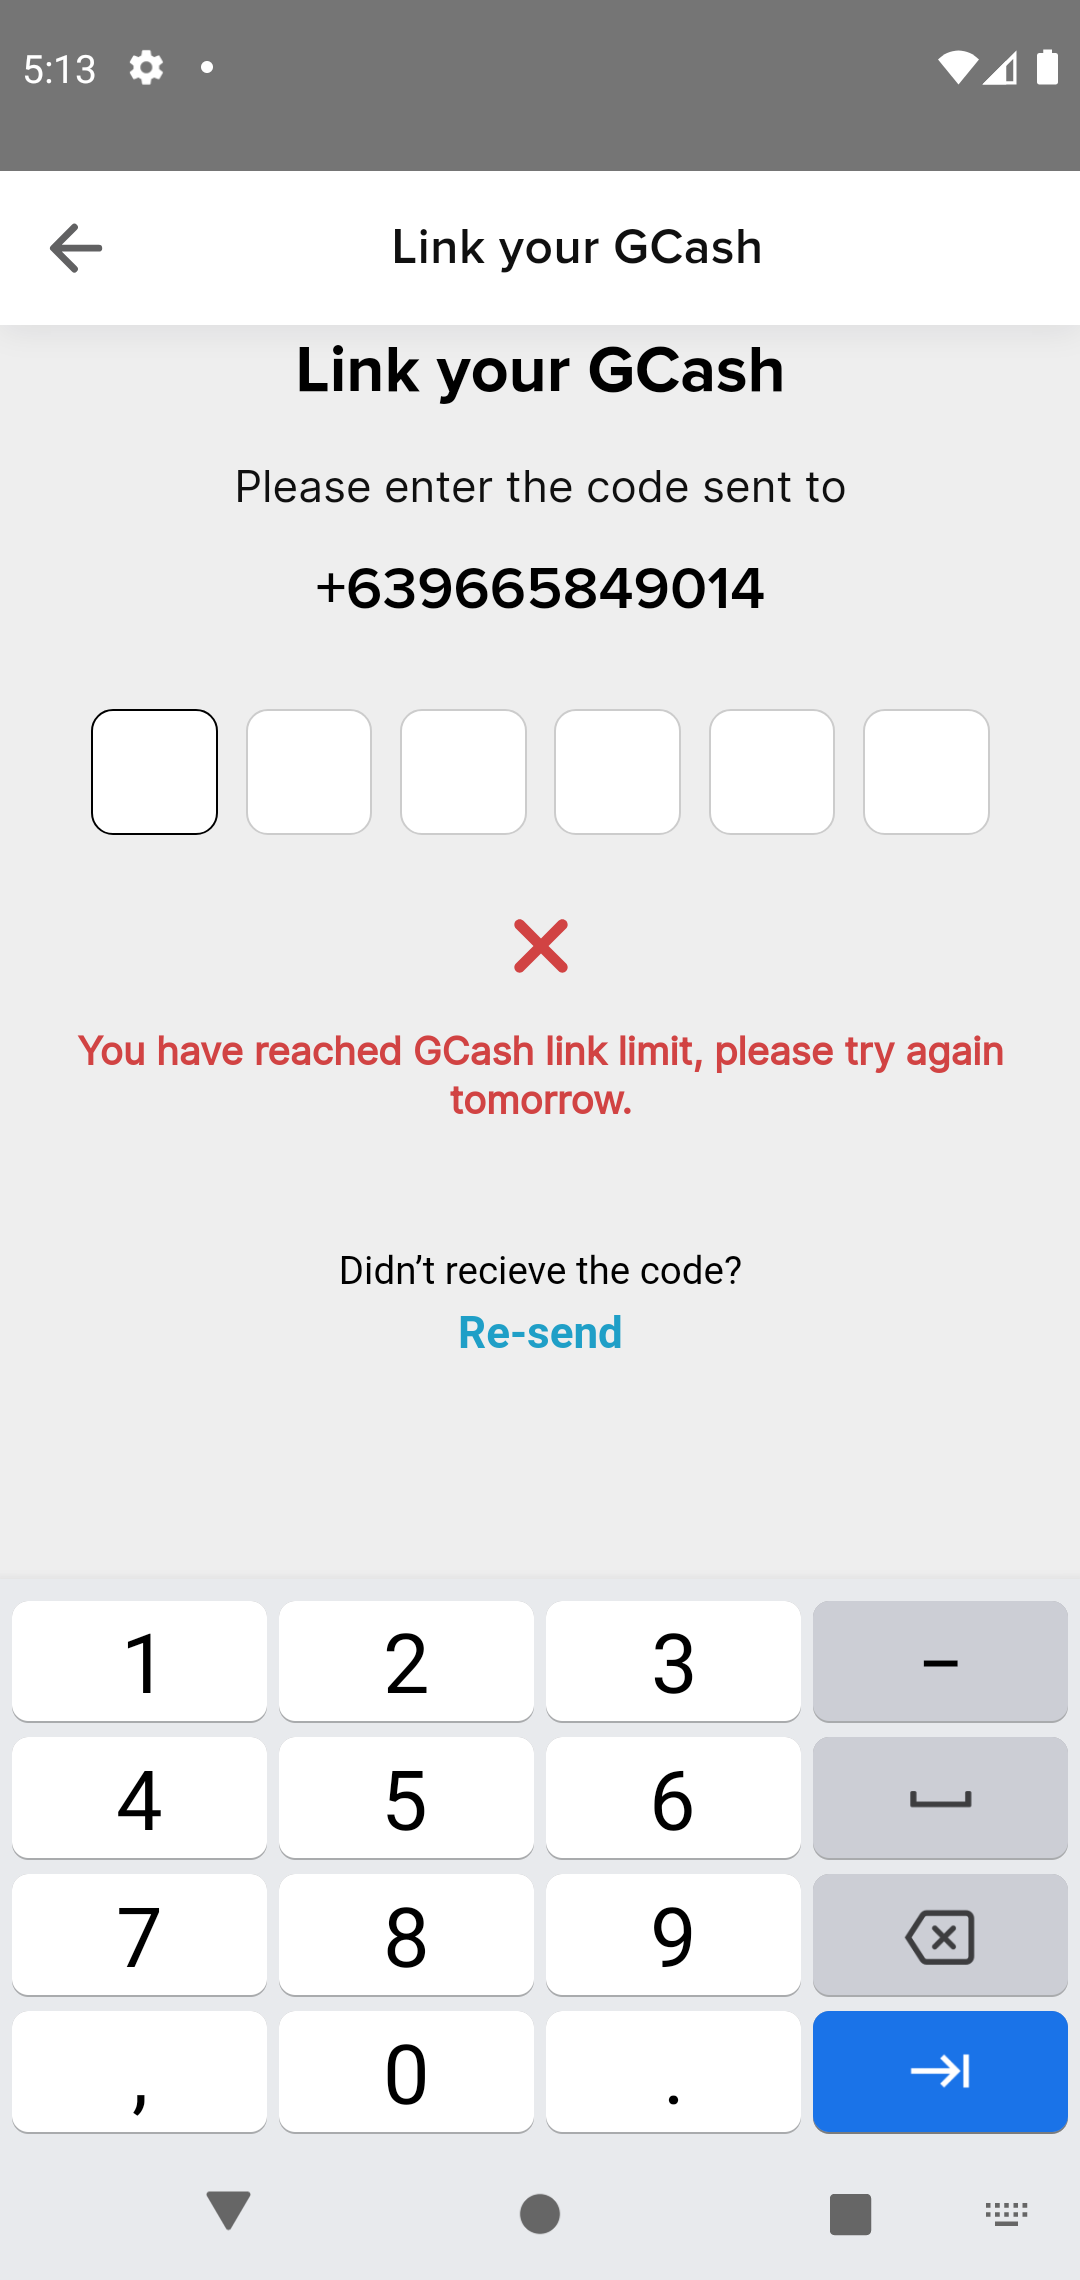 5:13
Link your GCash
Link your GCash
Please enter the code sent to
+639665849014
You have reached GCash link limit, please try again
tomorrow.
Didn’t recieve the code?
Re-send
1 2 3 –
4 5 6
7 8 9
, 0 .